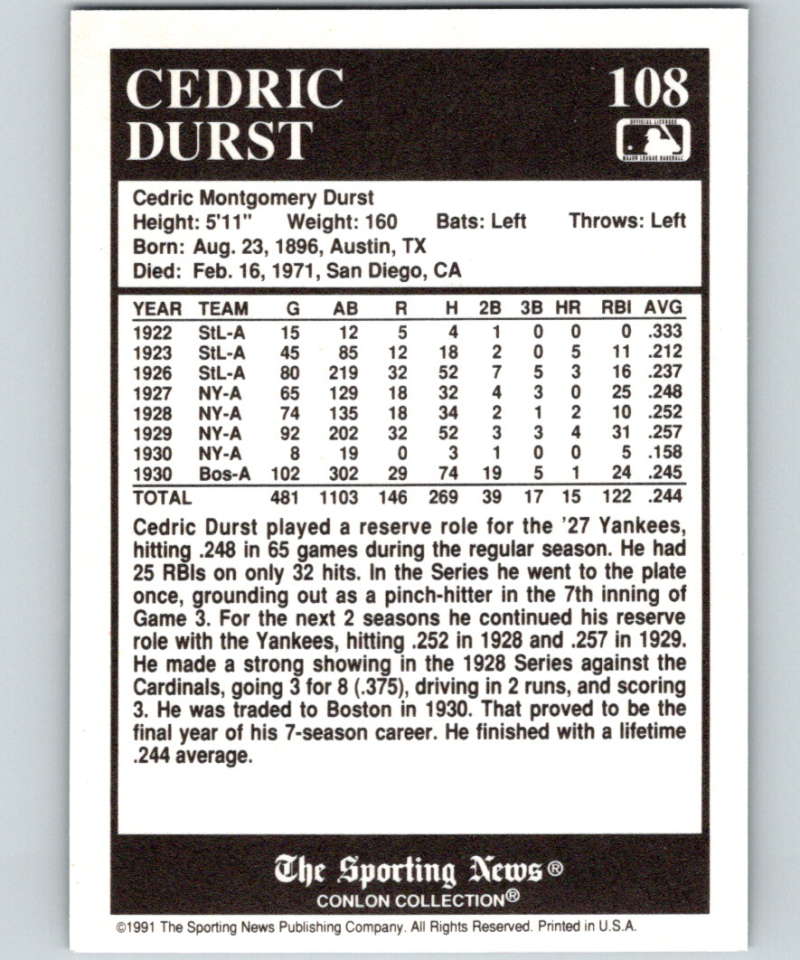 CEDRIC 108
DURST
OFFICIAL LICENSEE
MAJOR LEAGUE BASEBALL
Cedric Montgomery Durst
Height: 5'11" Weight: 160 Bats: Left Throws: Left
Born: Aug. 23, 1896, Austin, TX
Died: Feb. 16, 1971, San Diego, CA
YEAR TEAM G AB R H 2B 3B HR RBI AVG
1922 StL-A 15 12 5 4 1 0 0 0 .333
1923 StL-A 45 85 12 18 2 0 5 11 .212
1926 StL-A 80 219 32 52 7 5 3 16 .237
1927 NY-A 65 129 18 32 4 3 0 25 .248
1928 NY-A 74 135 18 34 2 1 2 10 .252
1929 NY-A 92 202 32 52 3 3 4 31 .257
1930 NY-A 8 19 0 3 1 0 0 5 .158
1930 Bos-A 102 302 29 74 19 5 1 24 .245
TOTAL 481 1103 146 269 39 17 15 122 .244
Cedric Durst played a reserve role for the '27 Yankees,
hitting .248 in 65 games during the regular season. He had
25 RBIs on only 32 hits. In the Series he went to the plate
once, grounding out as a pinch-hitter in the 7th inning of
Game 3. For the next 2 seasons he continued his reserve
role with the Yankees, hitting .252 in 1928 and .257 in 1929.
He made a strong showing in the 1928 Series against the
Cardinals, going 3 for 8 (.375), driving in 2 runs, and scoring
3. He was traded to Boston in 1930. That proved to be the
final year of his 7-season career. He finished with a lifetime
.244 average.
The Sporting News®
CONLON COLLECTION®
©1991 The Sporting News Publishing Company. All Rights Reserved. Printed in U.S.A.